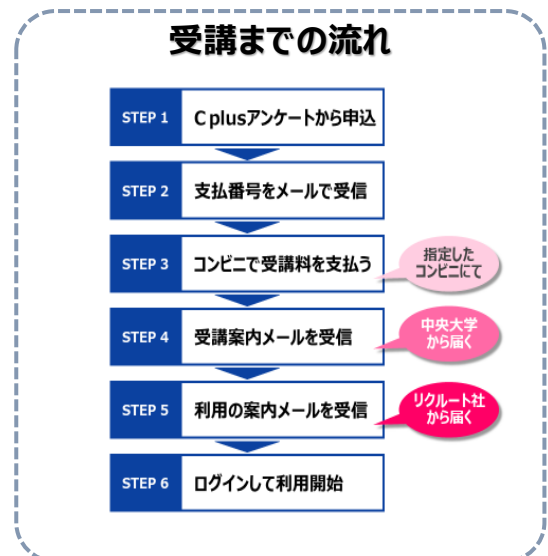 受講までの流れ
STEP 1 C plusアンケートから申込
STEP 2 支払番号をメールで受信
STEP 3 コンビニで受講料を支払う
指定した
コンビニにて
STEP 4 受講案内メールを受信
中央大学
から届く
STEP 5 利用の案内メールを受信
リクルート社
から届く
STEP 6 ログインして利用開始